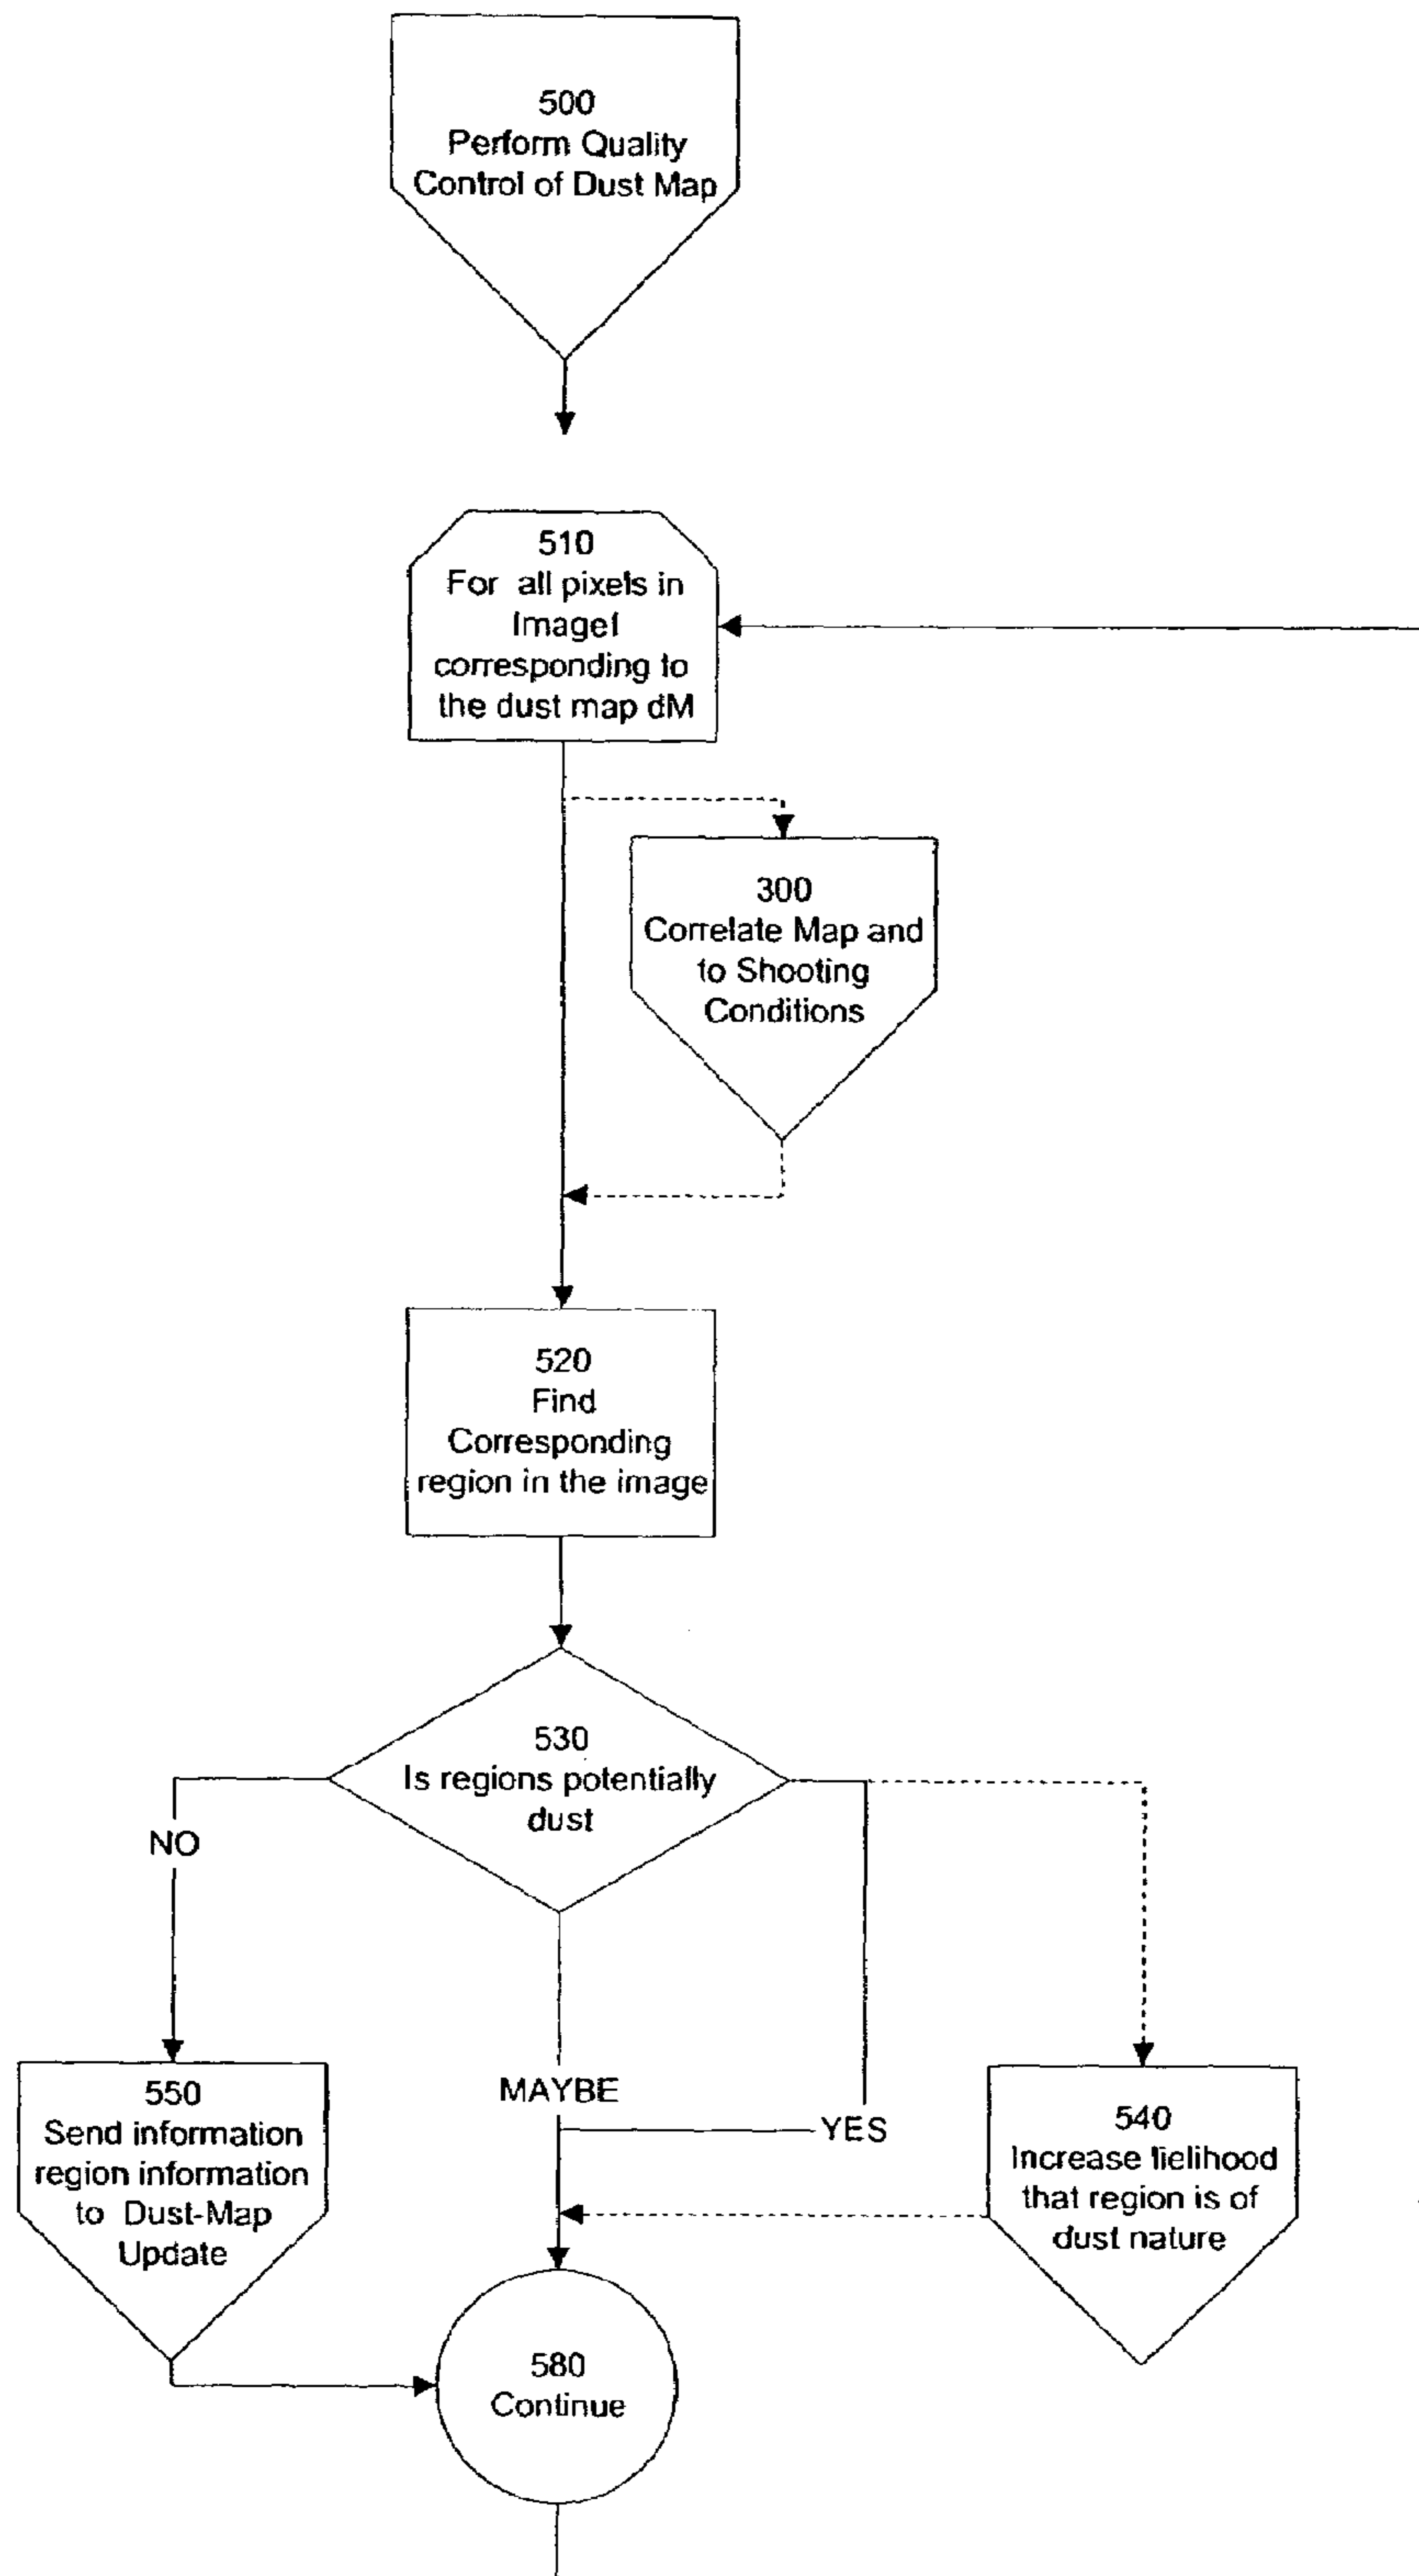 500
Perform Quality
Control of Dust Map
510
For all pixels in
ImageI
corresponding to
the dust map dM
300
Correlate Map and
to Shooting
Conditions
520
Find
Corresponding
region in the image
530
Is regions potentially
dust
NO
MAYBE
YES
550
Send information
region information
to Dust-Map
Update
540
Increase lielihood
that region is of
dust nature
580
Continue